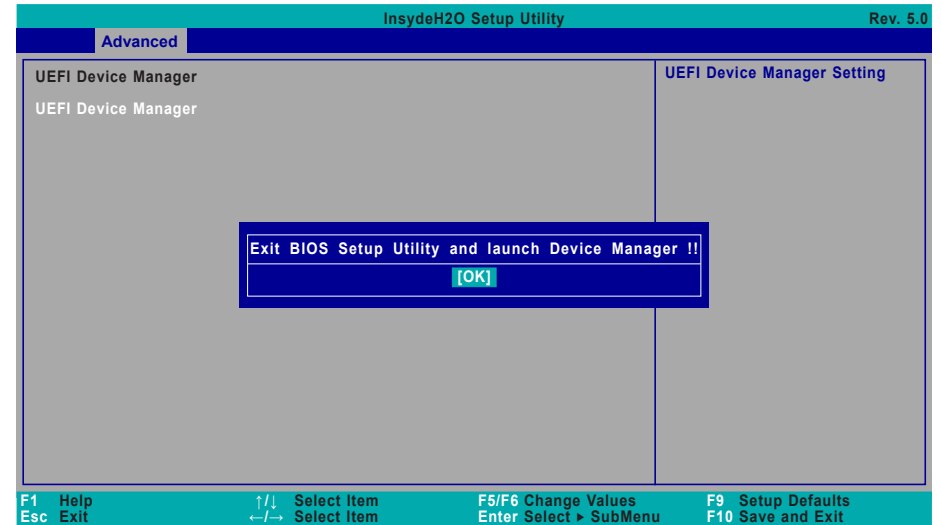 InsydeH2O Setup Utility Rev. 5.0
Advanced
UEFI Device Manager
UEFI Device Manager
UEFI Device Manager Setting
Exit BIOS Setup Utility and launch Device Manager !!
[OK]
F1 Help ↑/↓ Select Item F5/F6 Change Values F9 Setup Defaults
Esc Exit ←/→ Select Item Enter Select ▶ SubMenu F10 Save and Exit